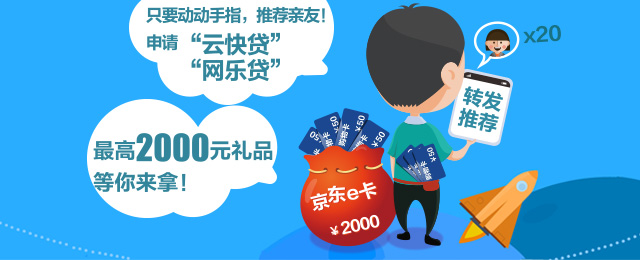 只要动动手指，推荐亲友！
申请“云快贷”
“网乐贷”
最高2000元礼品
等你来拿！
x20
转发
推荐
京东e卡
¥2000